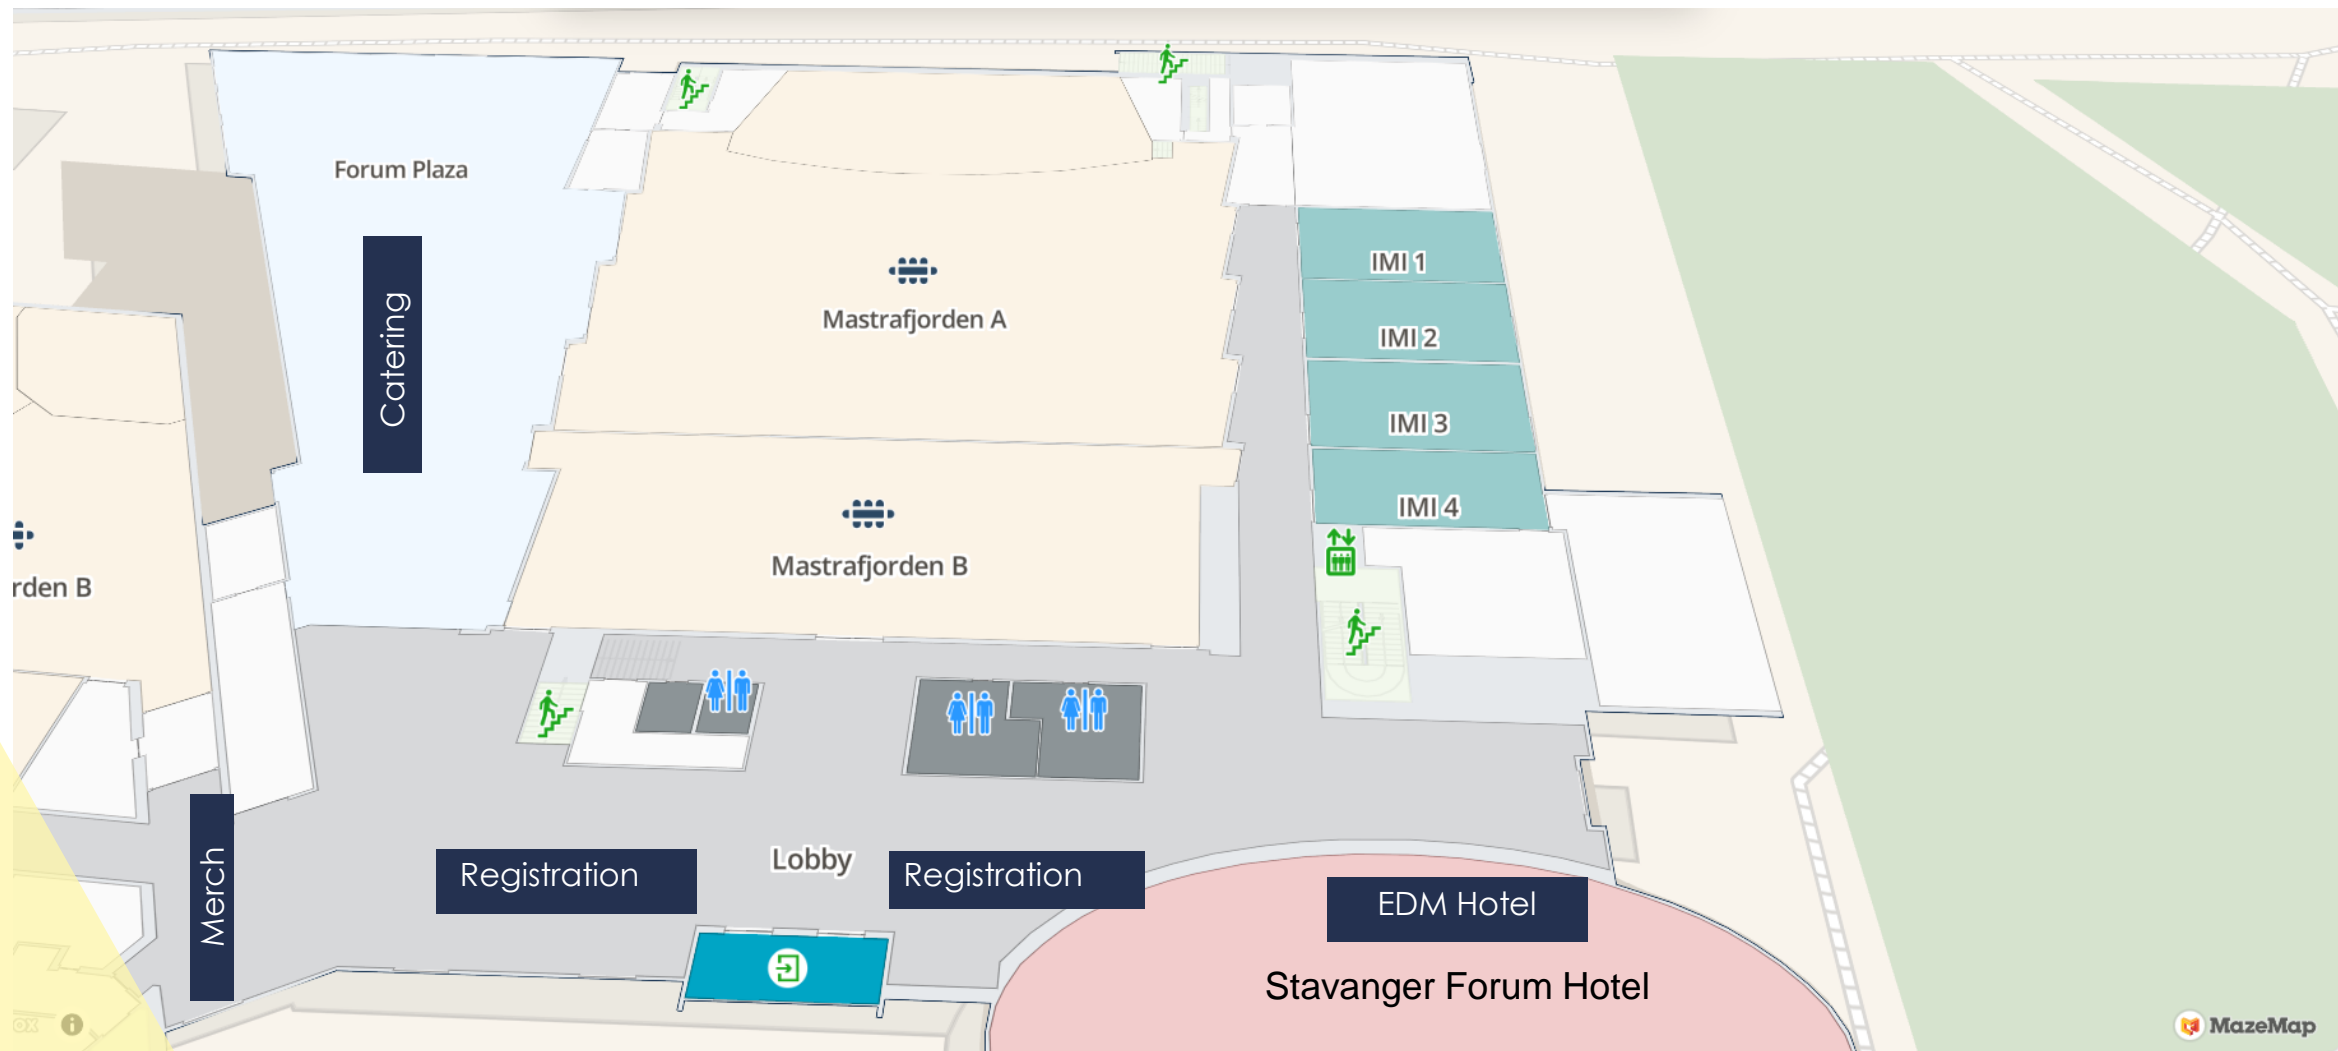 Forum Plaza
Catering
Mastrafjorden A
IMI 1
IMI 2
IMI 3
IMI 4
Mastrafjorden B
rden B
Merch
Registration
Lobby
Registration
EDM Hotel
Stavanger Forum Hotel
ox
MazeMap